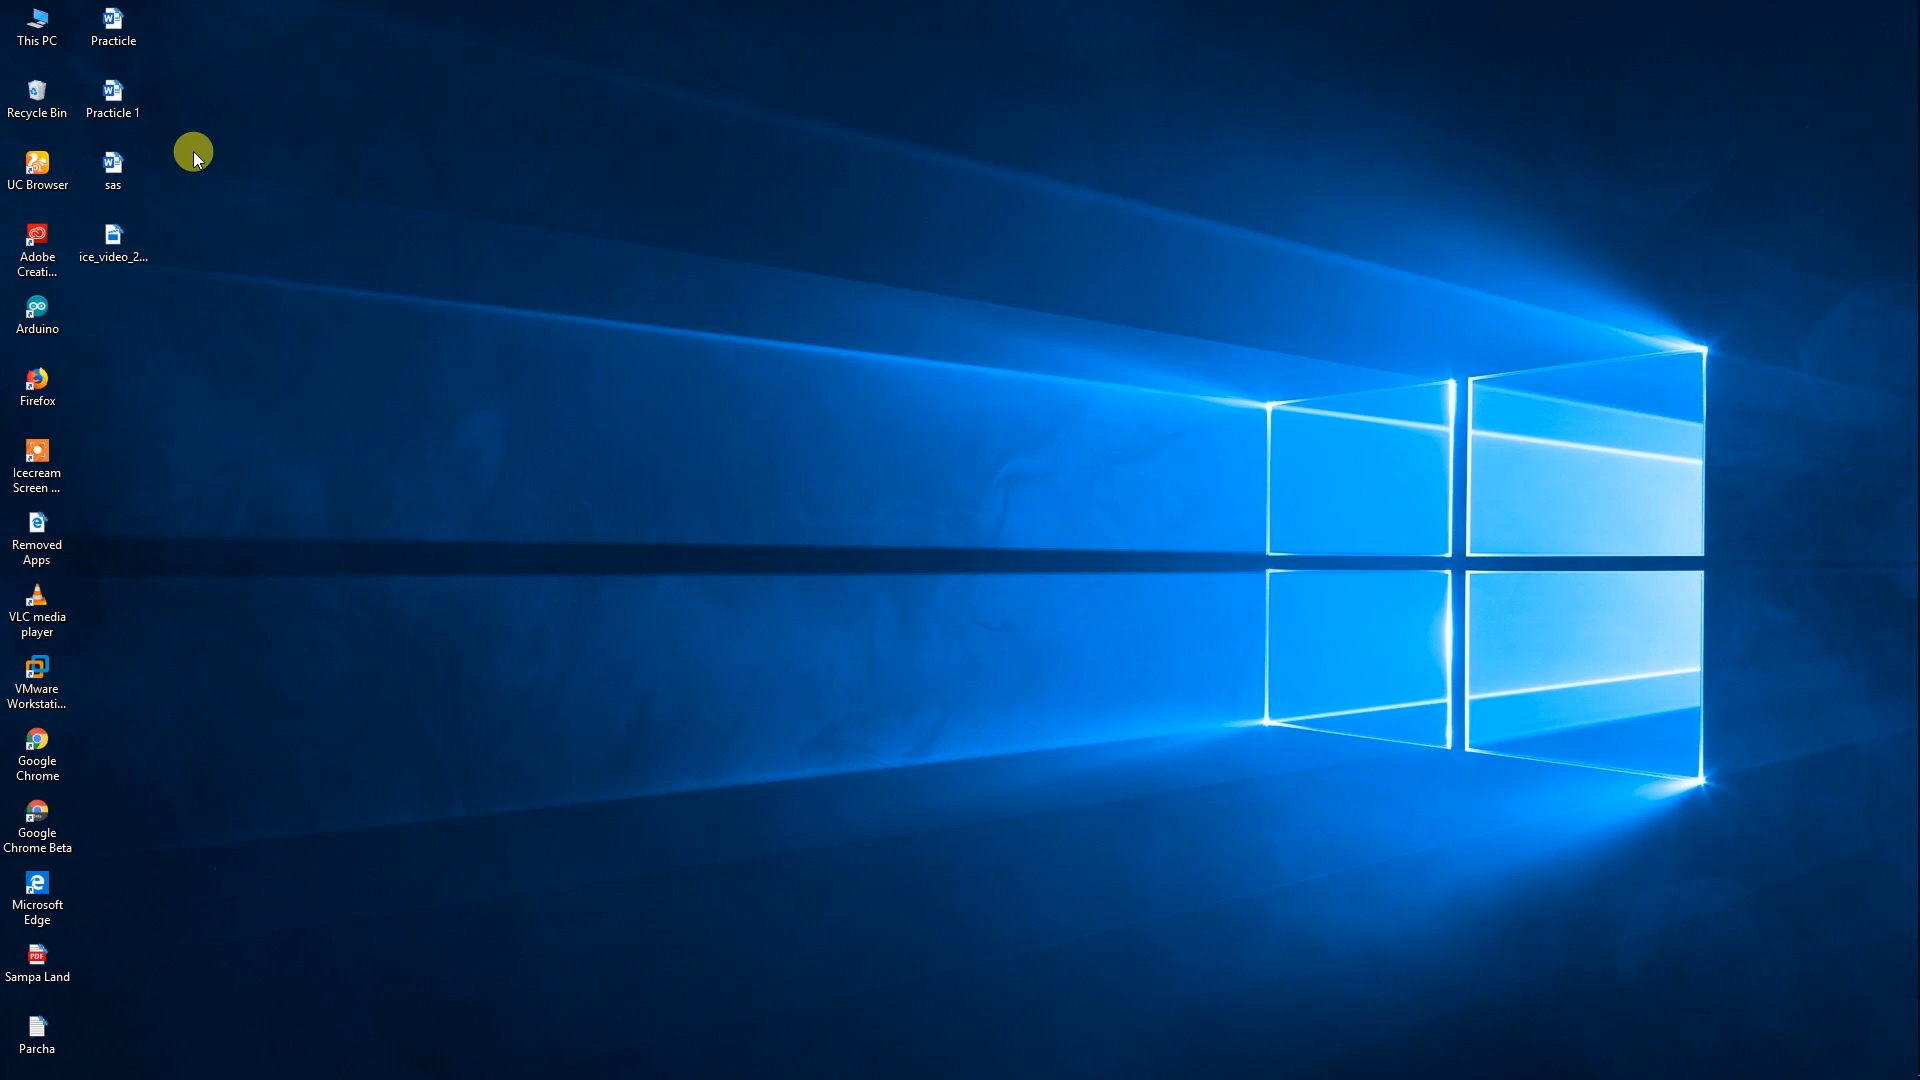 This PC
Practicle
Recycle Bin
Practicle 1
UC Browser
sas
Adobe
Creati...
ice_video_2...
Arduino
Firefox
Icecream
Screen ...
Removed
Apps
VLC media
player
VMware
Workstati...
Google
Chrome
Google
Chrome Beta
Microsoft
Edge
Sampa Land
Parcha